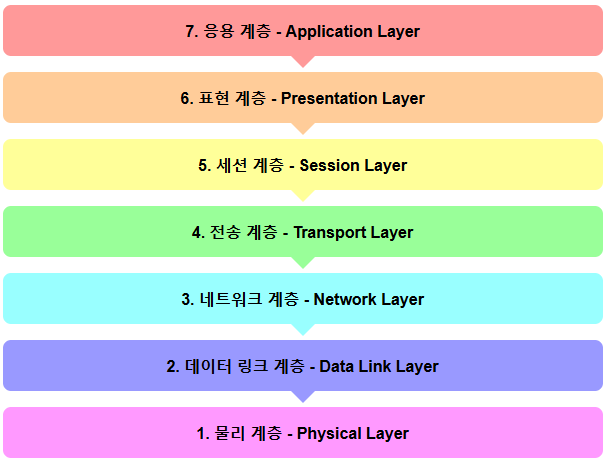 7. 응용 계층 - Application Layer
6. 표현 계층 - Presentation Layer
5. 세션 계층 - Session Layer
4. 전송 계층 - Transport Layer
3. 네트워크 계층 - Network Layer
2. 데이터 링크 계층 - Data Link Layer
1. 물리 계층 - Physical Layer